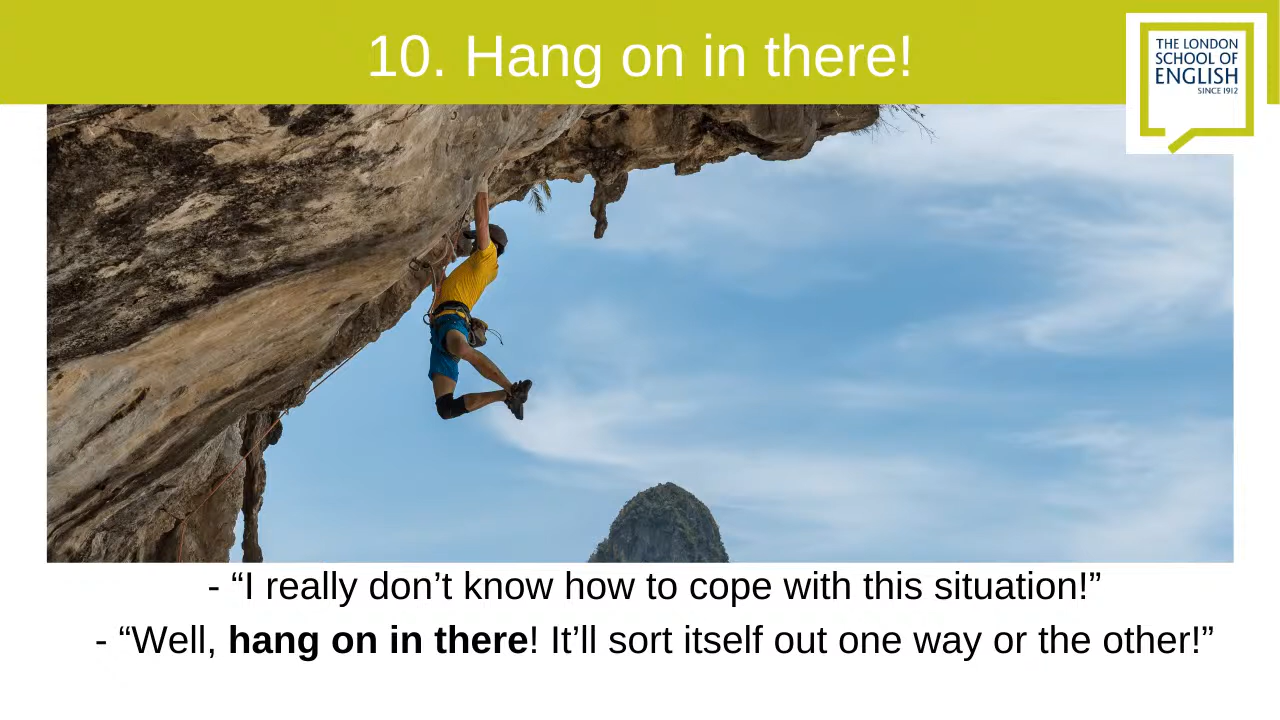 10. Hang on in there!
THE LONDON
SCHOOL OF
ENGLISH
SINCE 1912
- “I really don’t know how to cope with this situation!”
- “Well, hang on in there! It’ll sort itself out one way or the other!”